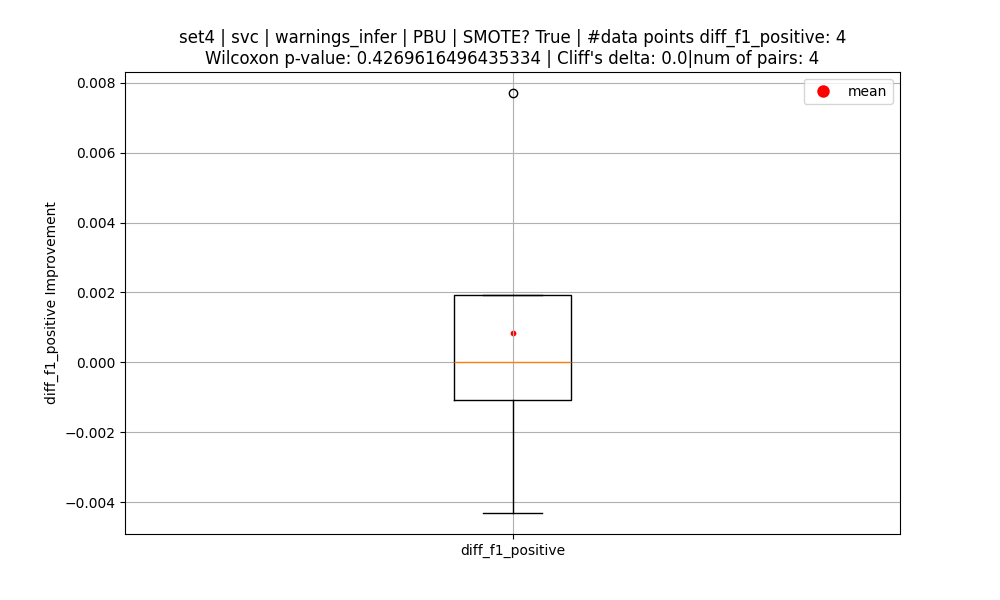 set4 | svc | warnings_infer | PBU | SMOTE? True | #data points diff_f1_positive: 4
Wilcoxon p-value: 0.4269616496435334 | Cliff's delta: 0.0|num of pairs: 4
mean
0.008
0.006
0.004
0.002
0.000
−0.002
−0.004
diff_f1_positive Improvement
diff_f1_positive